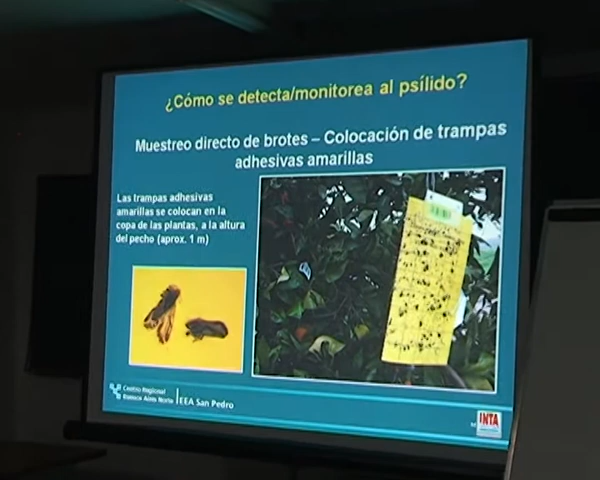 ¿Cómo se detecta/monitorea al psílido?
Muestreo directo de brotes – Colocación de trampas
adhesivas amarillas
Las trampas adhesivas
amarillas se colocan en la
copa de las plantas, a la altura
del pecho (aprox. 1 m)
Centro Regional
Buenos Aires Norte
EEA San Pedro
INTA